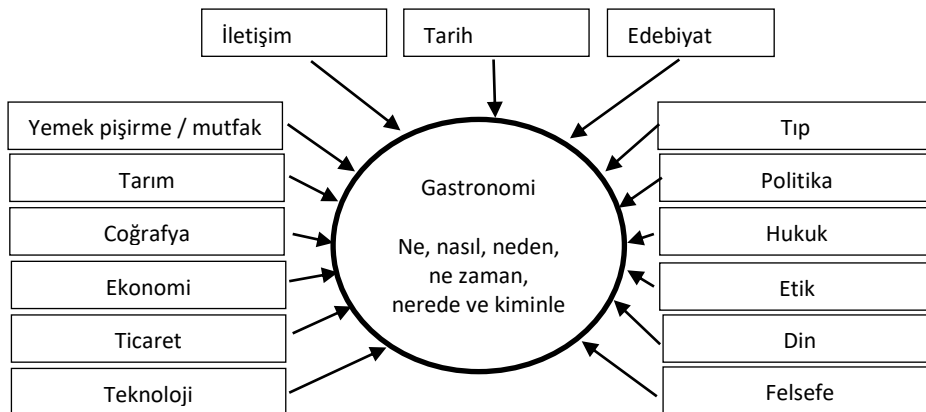 İletişim
Tarih
Edebiyat
Yemek pişirme / mutfak
Tarım
Coğrafya
Ekonomi
Ticaret
Teknoloji
Gastronomi
Ne, nasıl, neden,
ne zaman,
nerede ve kiminle
Tıp
Politika
Hukuk
Etik
Din
Felsefe